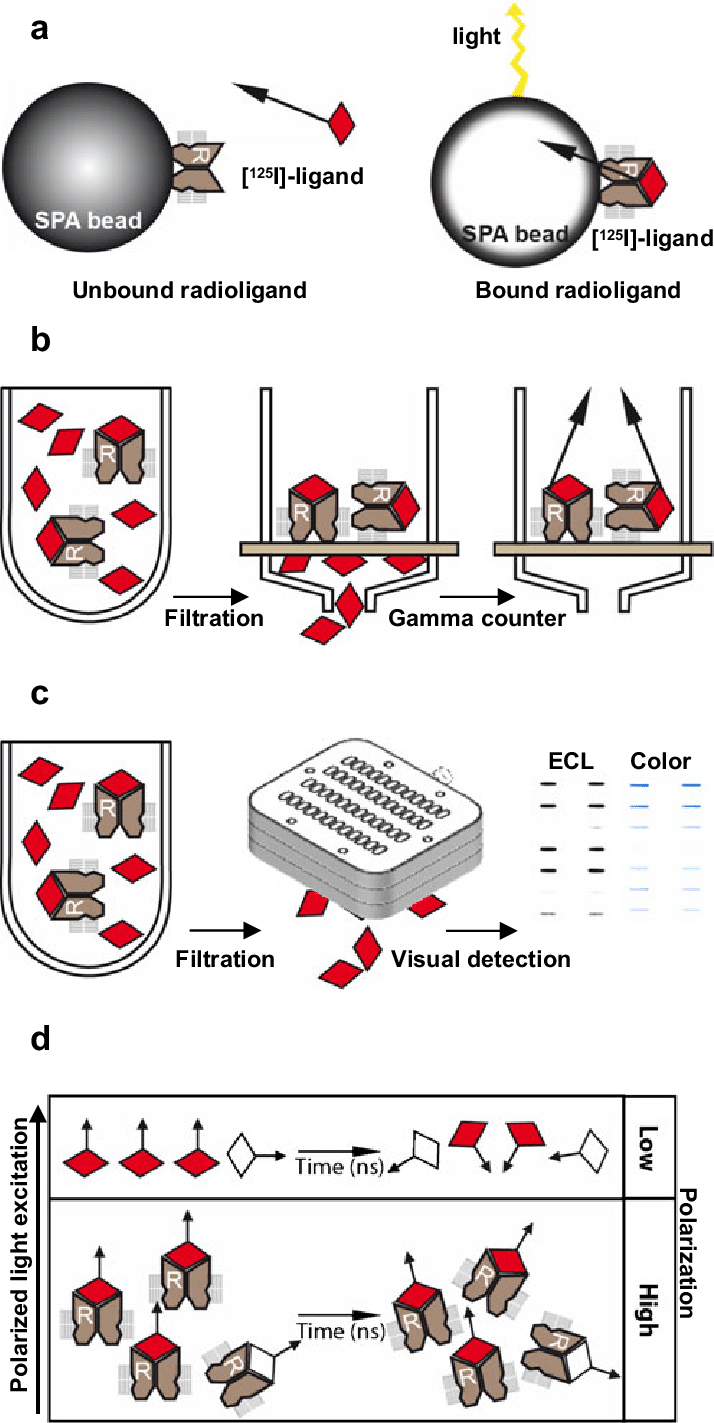 a
light
R
[125I]-ligand
SPA bead
Unbound radioligand
R
SPA bead
[125I]-ligand
Bound radioligand
b
R
R
Filtration
R
R
Gamma counter
R
R
c
R
R
Filtration
Visual detection
ECL Color
d
Polarized light excitation
Time (ns)
Low
R
R
R
R
Time (ns)
R
R
R
R
High
Polarization